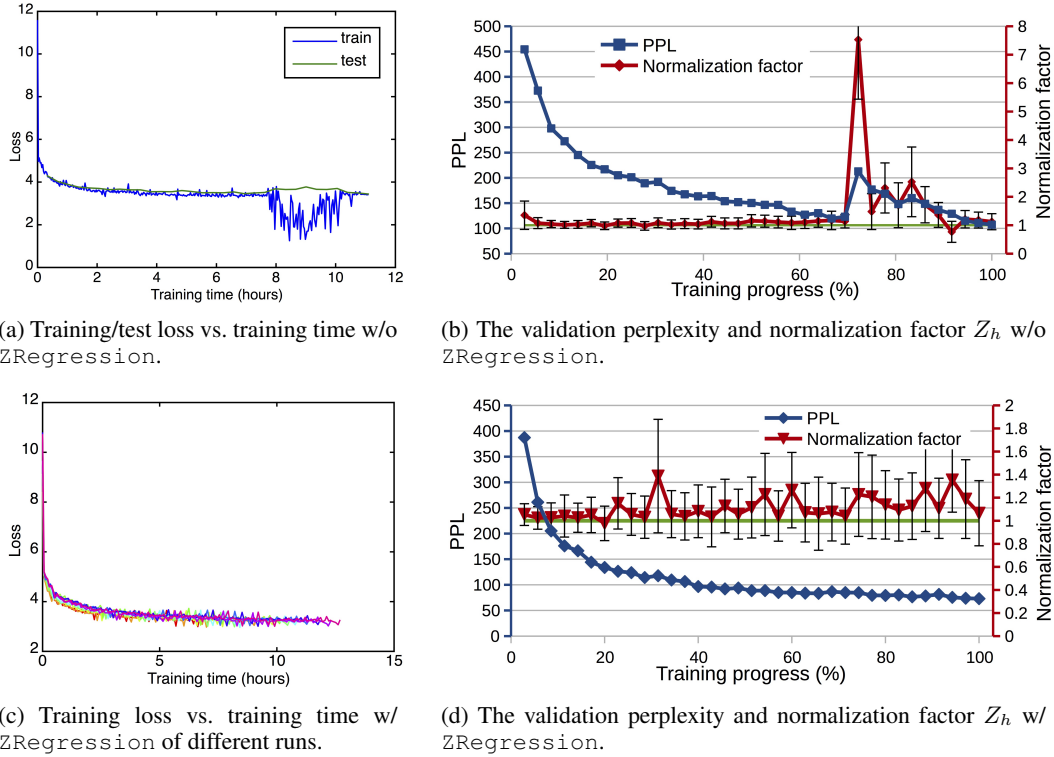 12
10
8
6
4
2
0
Loss
train
test
0 2 4 6 8 10 12
Training time (hours)
500
450
400
350
300
250
200
150
100
50
PPL
PPL
Normalization factor
8
7
6
5
4
3
2
1
0
Normalization factor
0 20 40 60 80 100
Training progress (%)
(a) Training/test loss vs. training time w/o
ZRegression.
(b) The validation perplexity and normalization factor Z_h w/o
ZRegression.
12
10
8
6
4
2
Loss
0 5 10 15
Training time (hours)
450
400
350
300
250
200
150
100
50
0
PPL
PPL
Normalization factor
2
1.8
1.6
1.4
1.2
1
0.8
0.6
0.4
0.2
0
Normalization factor
0 20 40 60 80 100
Training progress (%)
(c) Training loss vs. training time w/
ZRegression of different runs.
(d) The validation perplexity and normalization factor Z_h w/
ZRegression.